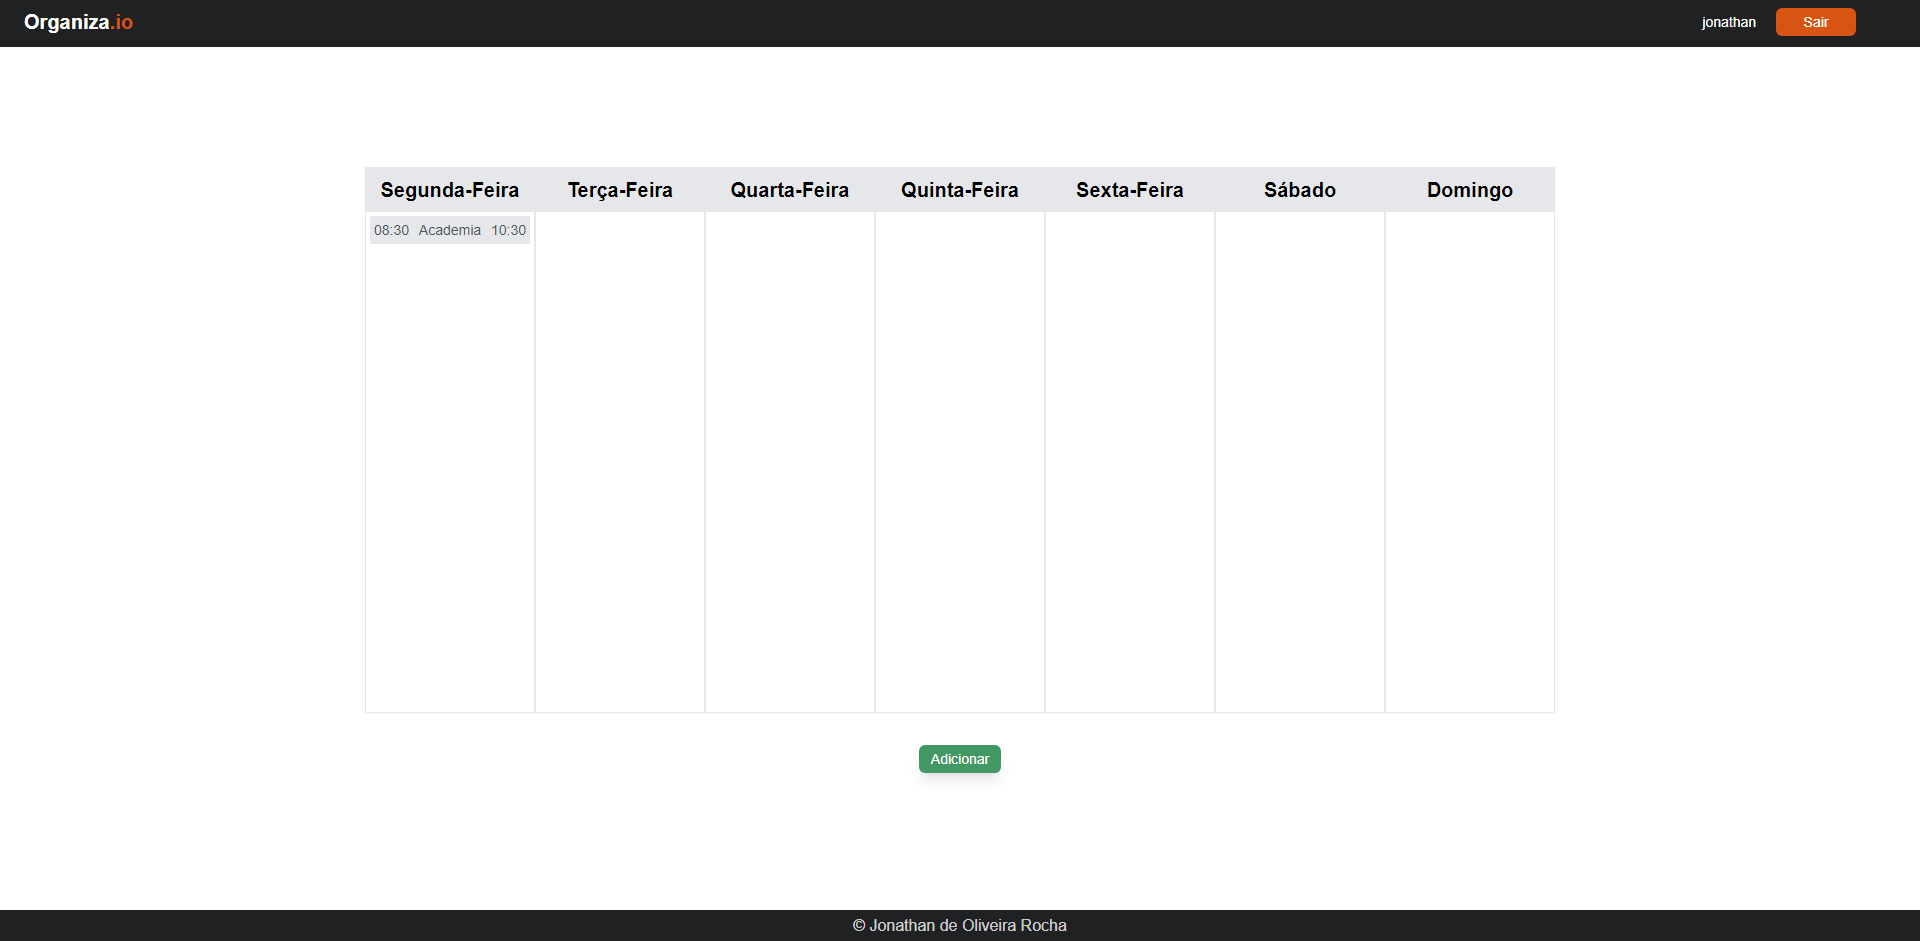 Organiza.io
jonathan
Sair
Segunda-Feira Terça-Feira Quarta-Feira Quinta-Feira Sexta-Feira Sábado Domingo
08:30 Academia 10:30
Adicionar
© Jonathan de Oliveira Rocha